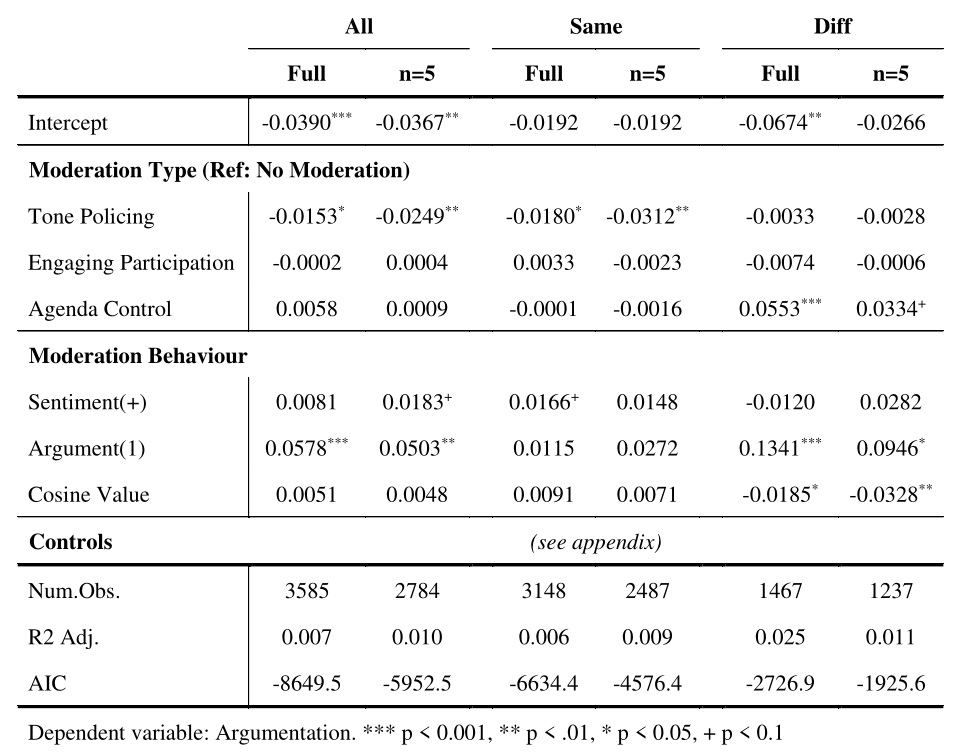 All Same Diff
Full n=5 Full n=5 Full n=5
Intercept -0.0390*** -0.0367** -0.0192 -0.0192 -0.0674** -0.0266
Moderation Type (Ref: No Moderation)
Tone Policing -0.0153* -0.0249** -0.0180* -0.0312** -0.0033 -0.0028
Engaging Participation -0.0002 0.0004 0.0033 -0.0023 -0.0074 -0.0006
Agenda Control 0.0058 0.0009 -0.0001 -0.0016 0.0553*** 0.0334+
Moderation Behaviour
Sentiment(+) 0.0081 0.0183+ 0.0166+ 0.0148 -0.0120 0.0282
Argument(1) 0.0578*** 0.0503** 0.0115 0.0272 0.1341*** 0.0946*
Cosine Value 0.0051 0.0048 0.0091 0.0071 -0.0185* -0.0328**
Controls (see appendix)
Num.Obs. 3585 2784 3148 2487 1467 1237
R2 Adj. 0.007 0.010 0.006 0.009 0.025 0.011
AIC -8649.5 -5952.5 -6634.4 -4576.4 -2726.9 -1925.6
Dependent variable: Argumentation. *** p < 0.001, ** p < .01, * p < 0.05, + p < 0.1